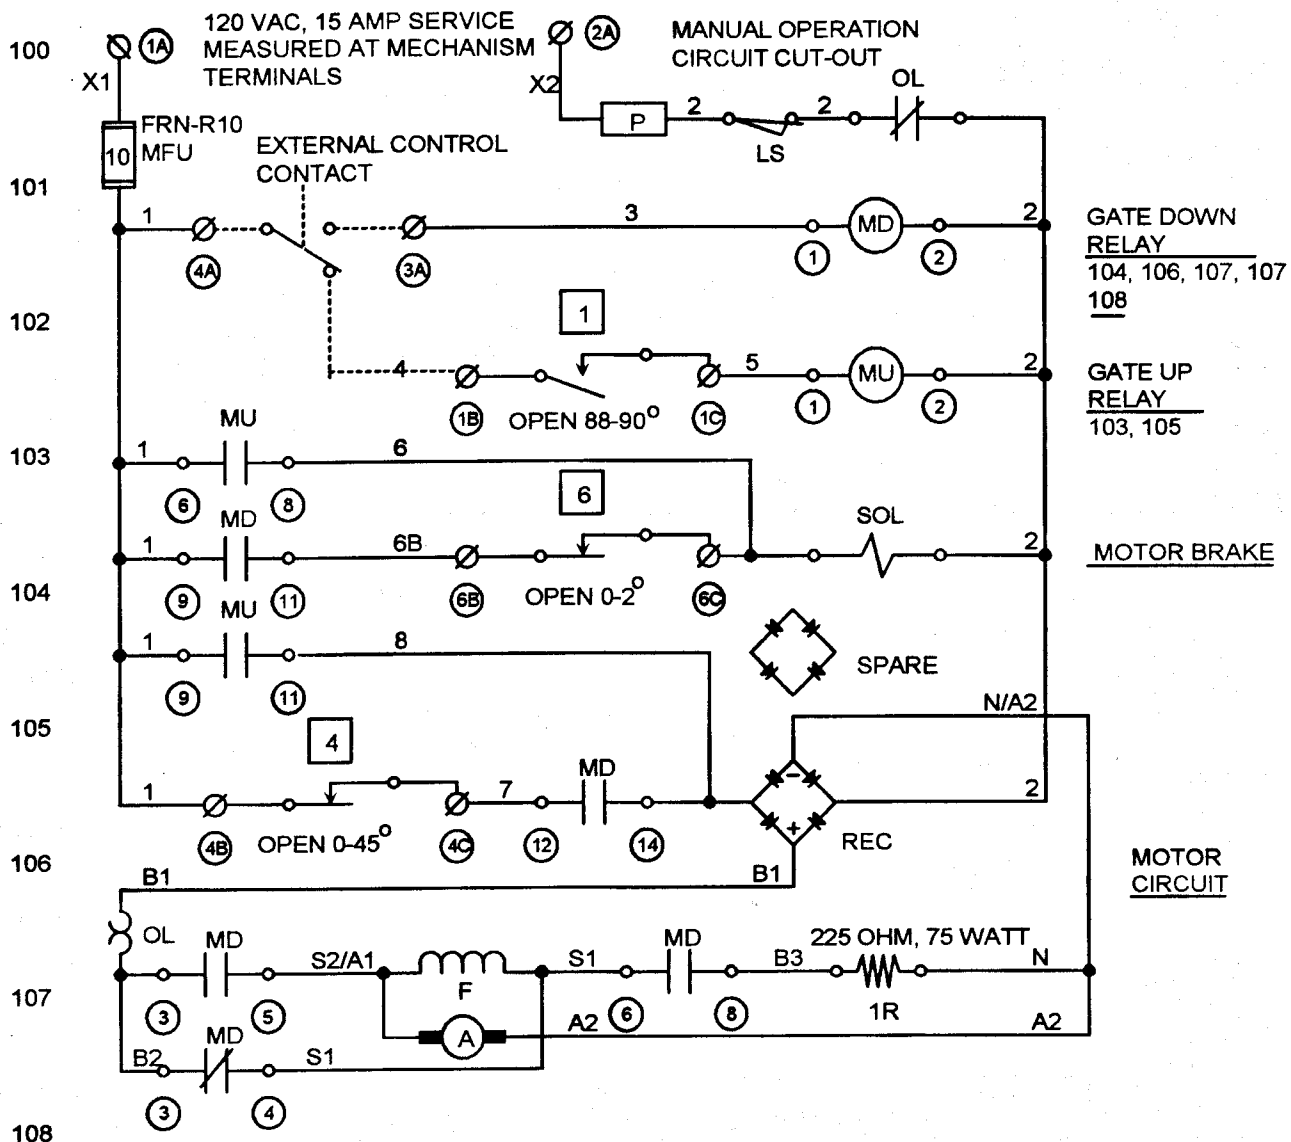 100
1A
120 VAC, 15 AMP SERVICE
MEASURED AT MECHANISM
TERMINALS
2A
MANUAL OPERATION
CIRCUIT CUT-OUT
X1
X2
P
2
2
OL
LS
10
FRN-R10
MFU
EXTERNAL CONTROL
CONTACT
101
1
4A
3A
3
1
MD
2
2
GATE DOWN
RELAY
104, 106, 107, 107
108
102
1
4
1B
OPEN 88-90°
1C
5
1
MU
2
2
GATE UP
RELAY
103, 105
103
1
MU
6
6
8
6
SOL
1
MD
6B
2
MOTOR BRAKE
104
9
11
6B
OPEN 0-2°
6C
1
MU
8
SPARE
9
11
N/A2
105
4
MD
1
7
2
4B
OPEN 0-45°
4C
12
14
-
+
REC
106
B1
B1
MOTOR
CIRCUIT
OL
MD
S2/A1
F
S1
MD
B3
225 OHM, 75 WATT
N
107
3
5
6
8
1R
A
A2
A2
B2
MD
S1
3
4
108